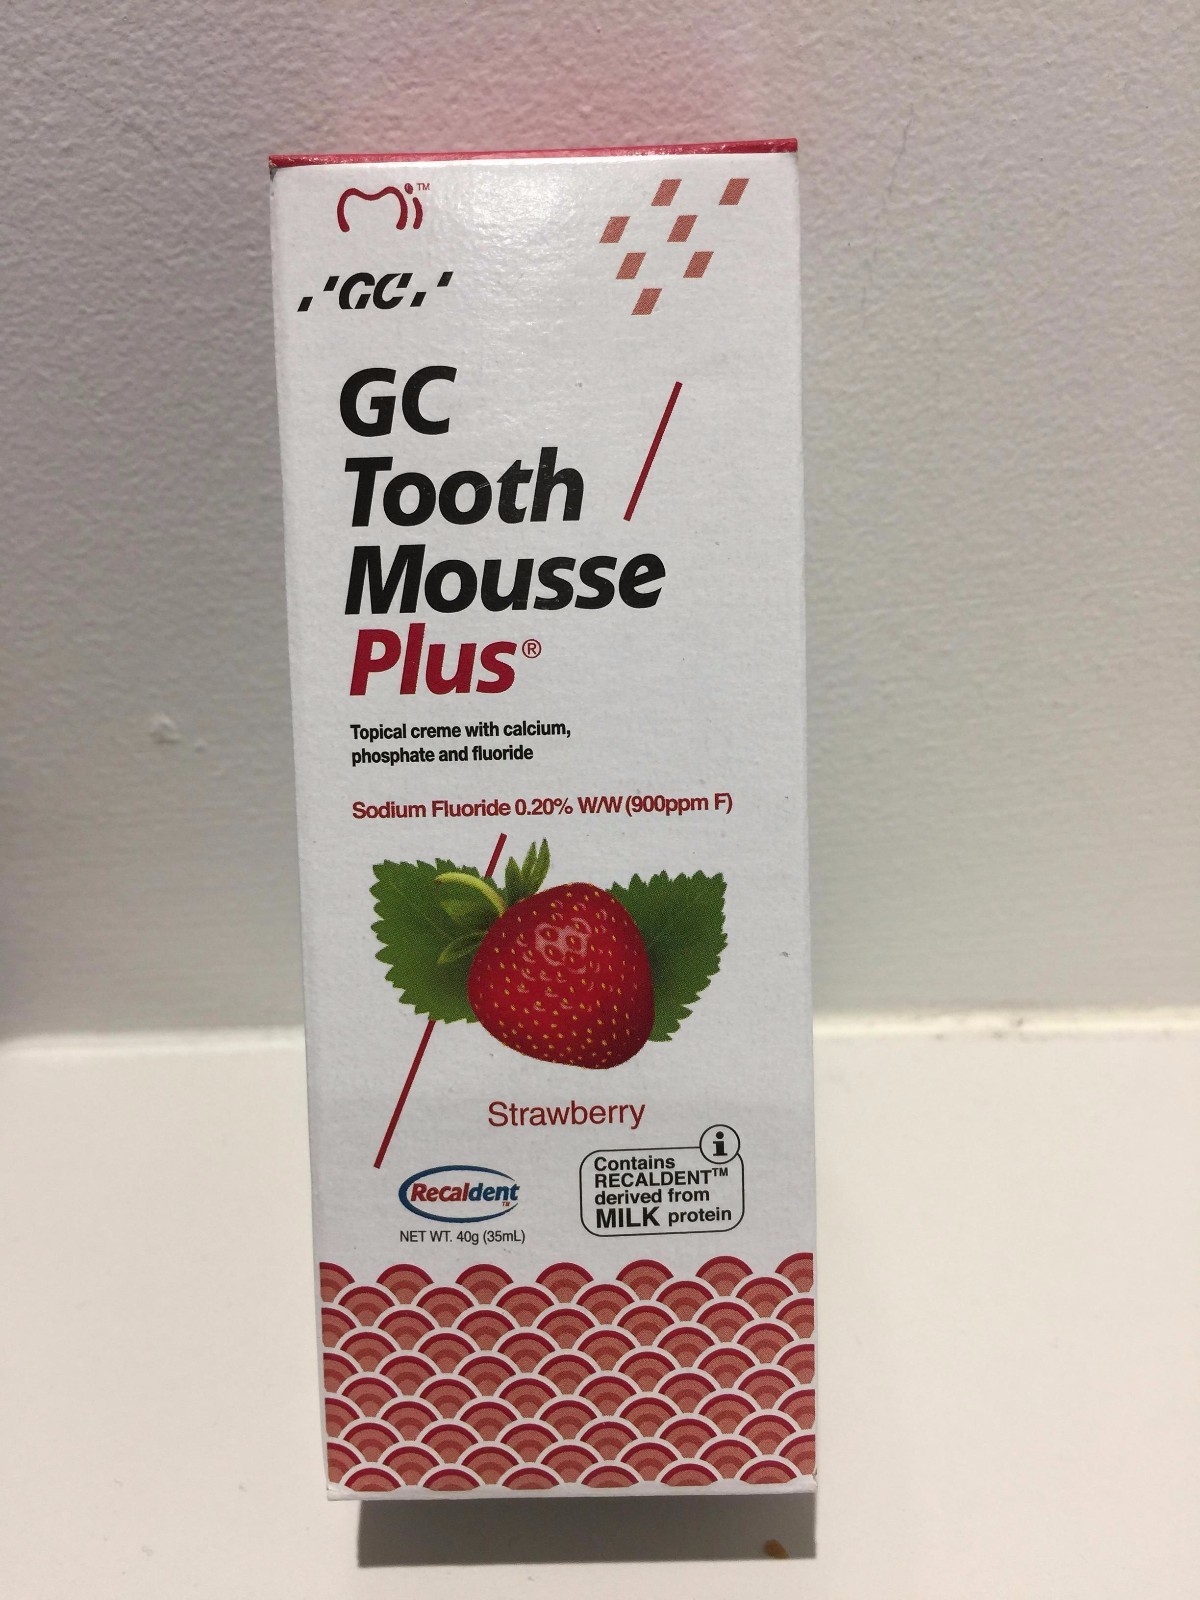 Mi™
GC
GC
Tooth
Mousse
Plus®
Topical creme with calcium,
phosphate and fluoride
Sodium Fluoride 0.20% W/W (900ppm F)
Strawberry
Recaldent™
NET WT. 40g (35mL)
i
Contains
RECALDENT™
derived from
MILK protein